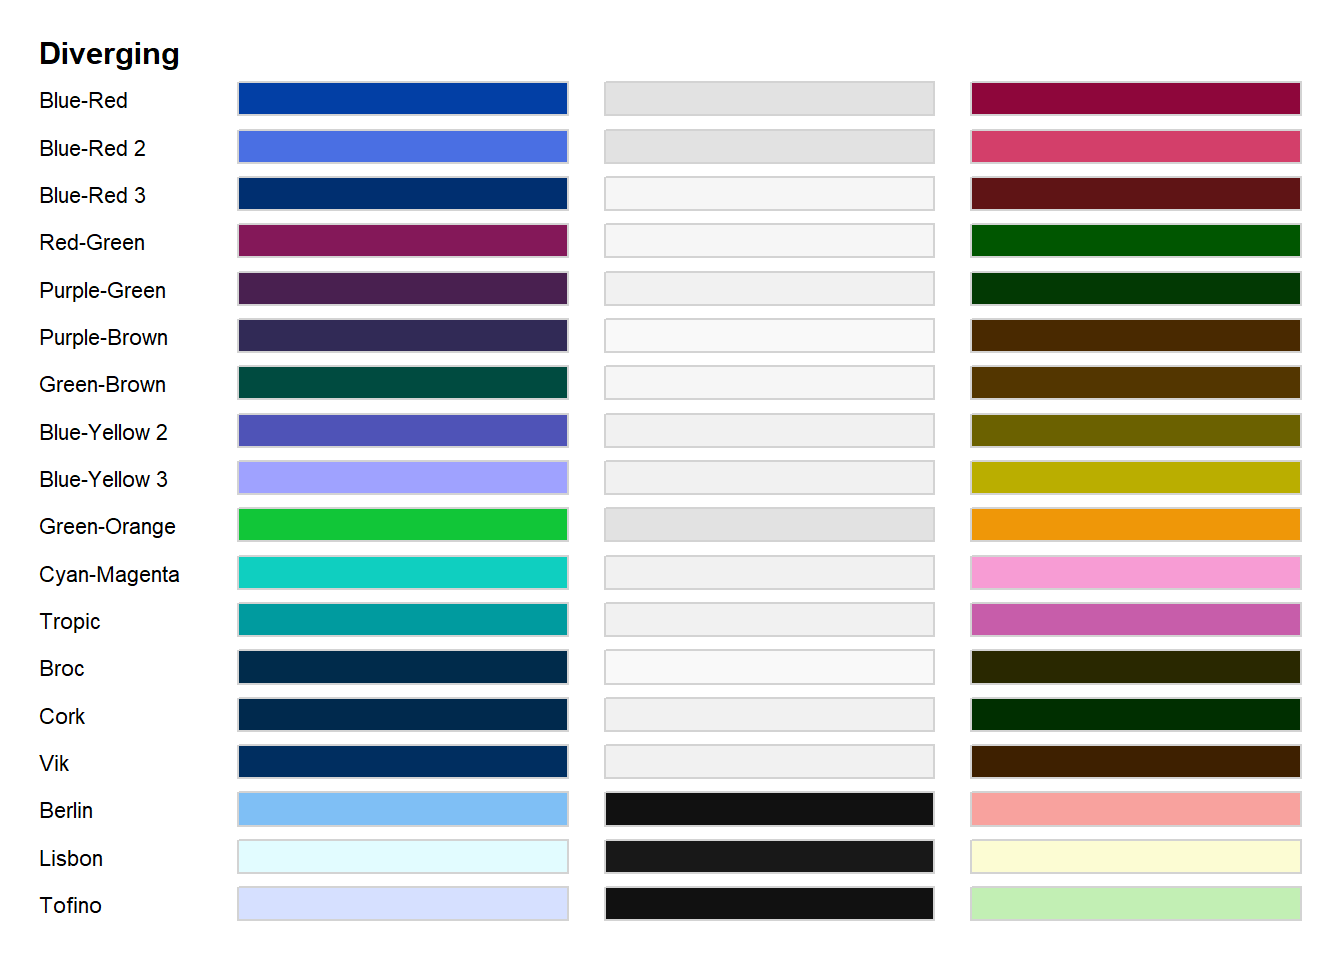 Diverging
Blue-Red
Blue-Red 2
Blue-Red 3
Red-Green
Purple-Green
Purple-Brown
Green-Brown
Blue-Yellow 2
Blue-Yellow 3
Green-Orange
Cyan-Magenta
Tropic
Broc
Cork
Vik
Berlin
Lisbon
Tofino